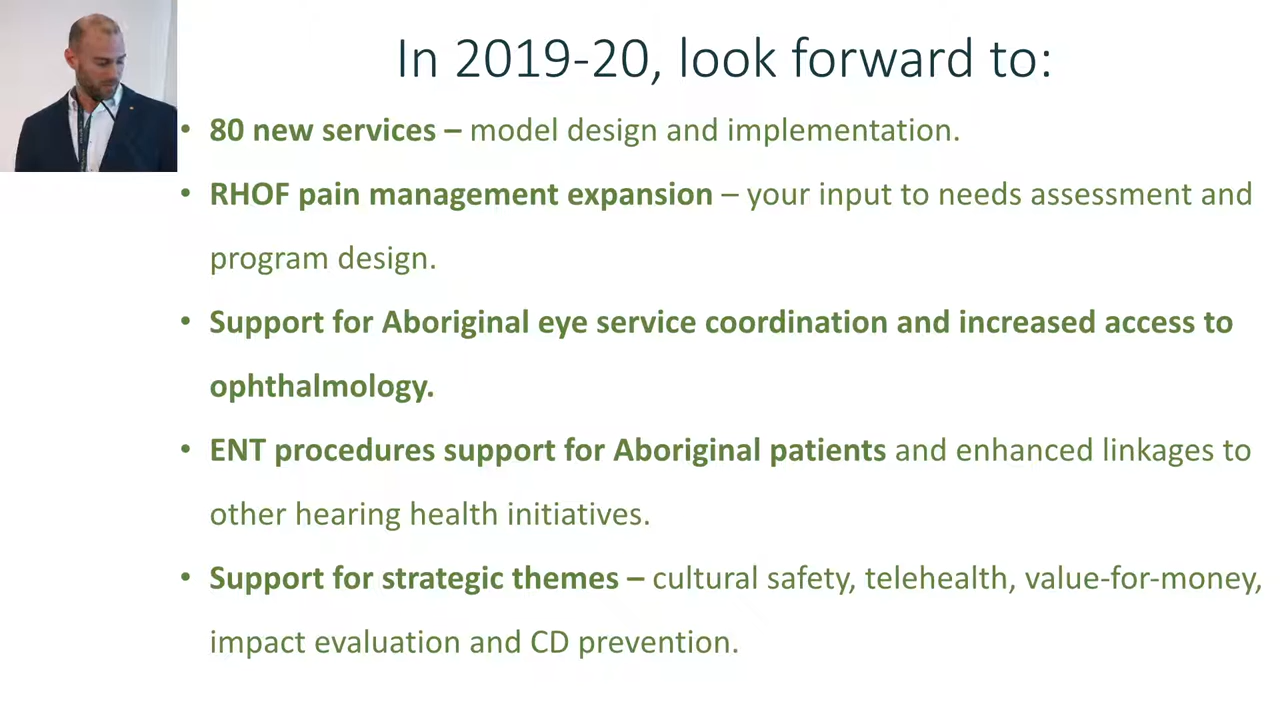 In 2019-20, look forward to:
• 80 new services – model design and implementation.
• RHOF pain management expansion – your input to needs assessment and
program design.
• Support for Aboriginal eye service coordination and increased access to
ophthalmology.
• ENT procedures support for Aboriginal patients and enhanced linkages to
other hearing health initiatives.
• Support for strategic themes – cultural safety, telehealth, value-for-money,
impact evaluation and CD prevention.